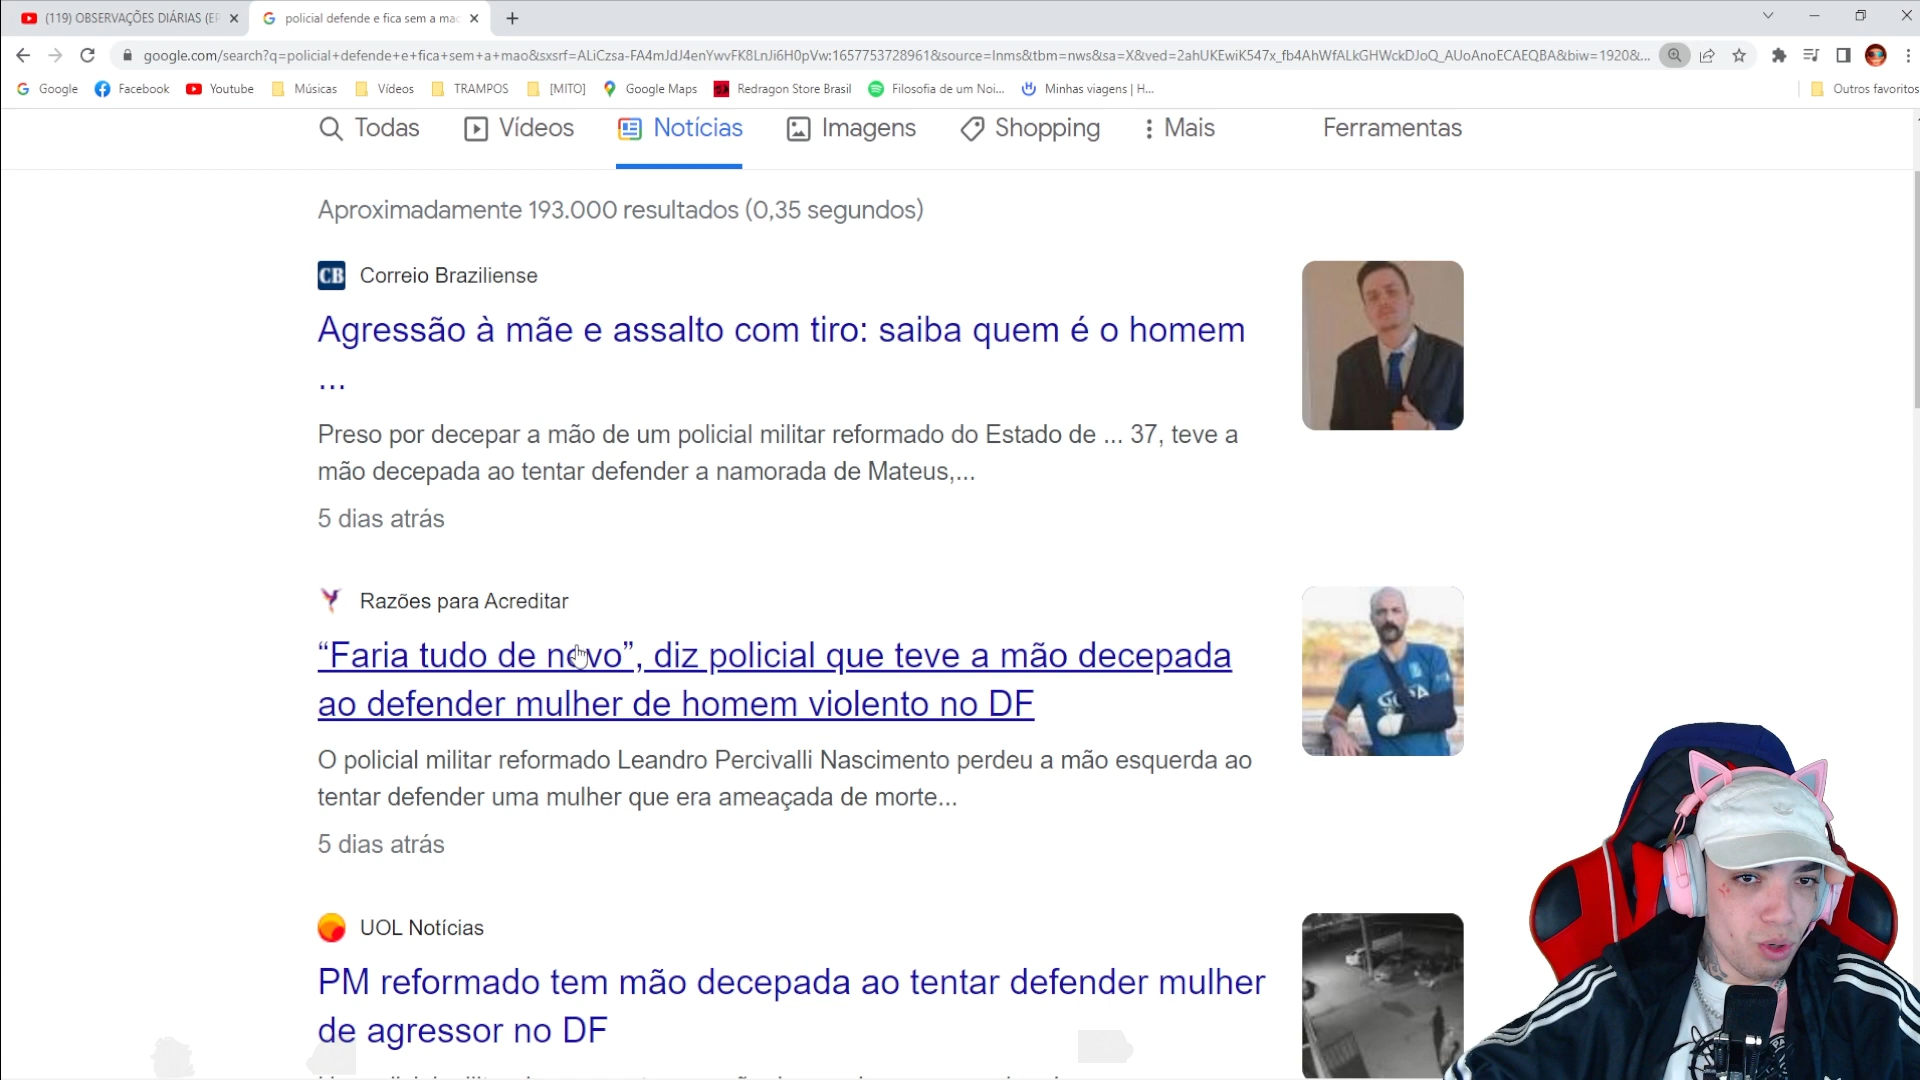 (119) OBSERVAÇÕES DIÁRIAS (EP
policial defende e fica sem a mao
google.com/search?q=policial+defende+e+fica+sem+a+mao&sxsrf=ALiCzsa-FA4mJdJ4enYwvFK8LnJi6H0pVw:1657753728961&source=lnms&tbm=nws&sa=X&ved=2ahUKEwiK547x_fb4AhWfALkGHWckDJoQ_AUoAnoECAEQBA&biw=1920&...
Google Facebook Youtube Músicas Vídeos TRAMPOS [MITO] Google Maps Redragon Store Brasil Filosofia de um Noi... Minhas viagens | H... Outros favoritos
Todas Vídeos Notícias Imagens Shopping Mais Ferramentas
Aproximadamente 193.000 resultados (0,35 segundos)
CB Correio Braziliense
Agressão à mãe e assalto com tiro: saiba quem é o homem
...
Preso por decepar a mão de um policial militar reformado do Estado de ... 37, teve a
mão decepada ao tentar defender a namorada de Mateus,...
5 dias atrás
Razões para Acreditar
“Faria tudo de novo”, diz policial que teve a mão decepada
ao defender mulher de homem violento no DF
O policial militar reformado Leandro Percivalli Nascimento perdeu a mão esquerda ao
tentar defender uma mulher que era ameaçada de morte...
5 dias atrás
UOL Notícias
PM reformado tem mão decepada ao tentar defender mulher
de agressor no DF